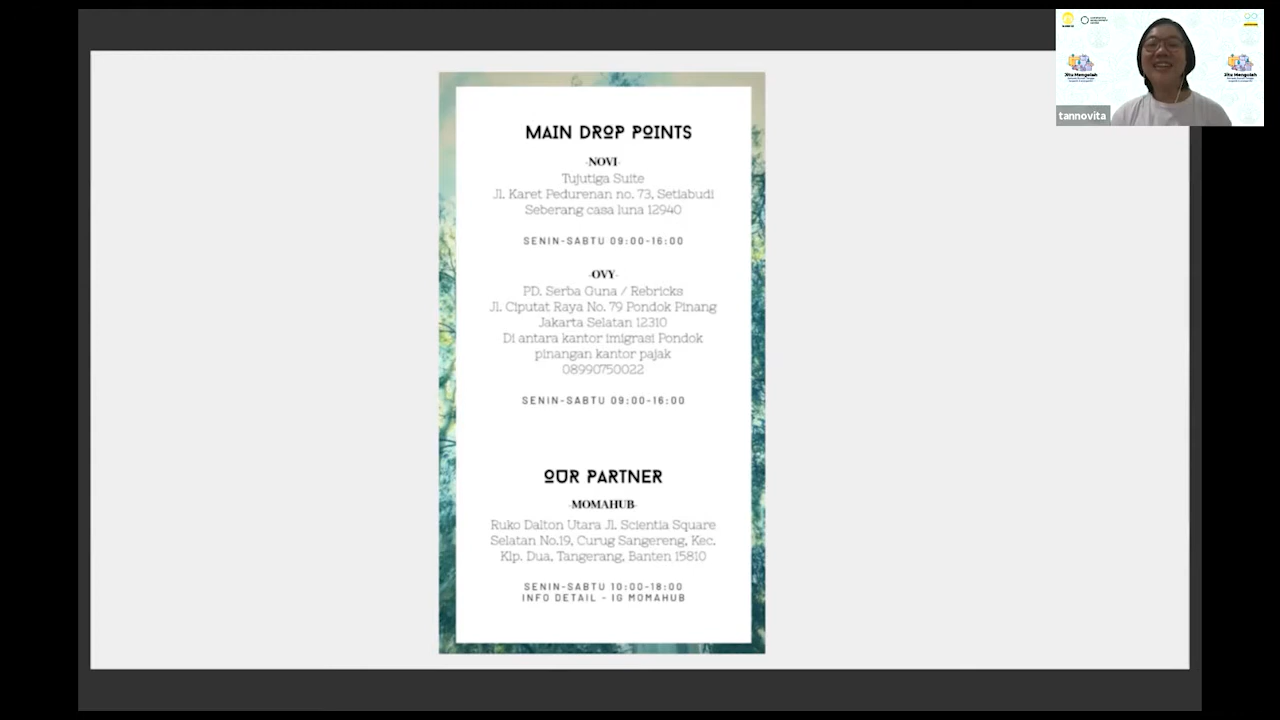 MAIN DROP POINTS
-NOVI-
Tujutiga Suite
Jl. Karet Pedurenan no. 73, Setiabudi
Seberang casa luna 12940
SENIN-SABTU 09:00-16:00
-OVY-
PD. Serba Guna / Rebricks
Jl. Ciputat Raya No. 79 Pondok Pinang
Jakarta Selatan 12310
Di antara kantor imigrasi Pondok
pinangan kantor pajak
08990750022
SENIN-SABTU 09:00-16:00
OUR PARTNER
-MOMAHUB-
Ruko Dalton Utara Jl. Scientia Square
Selatan No.19, Curug Sangereng, Kec.
Klp. Dua, Tangerang, Banten 15810
SENIN-SABTU 10:00-18:00
INFO DETAIL - IG MOMAHUB
Jitu Mengolah
Jitu Mengolah
tannovita